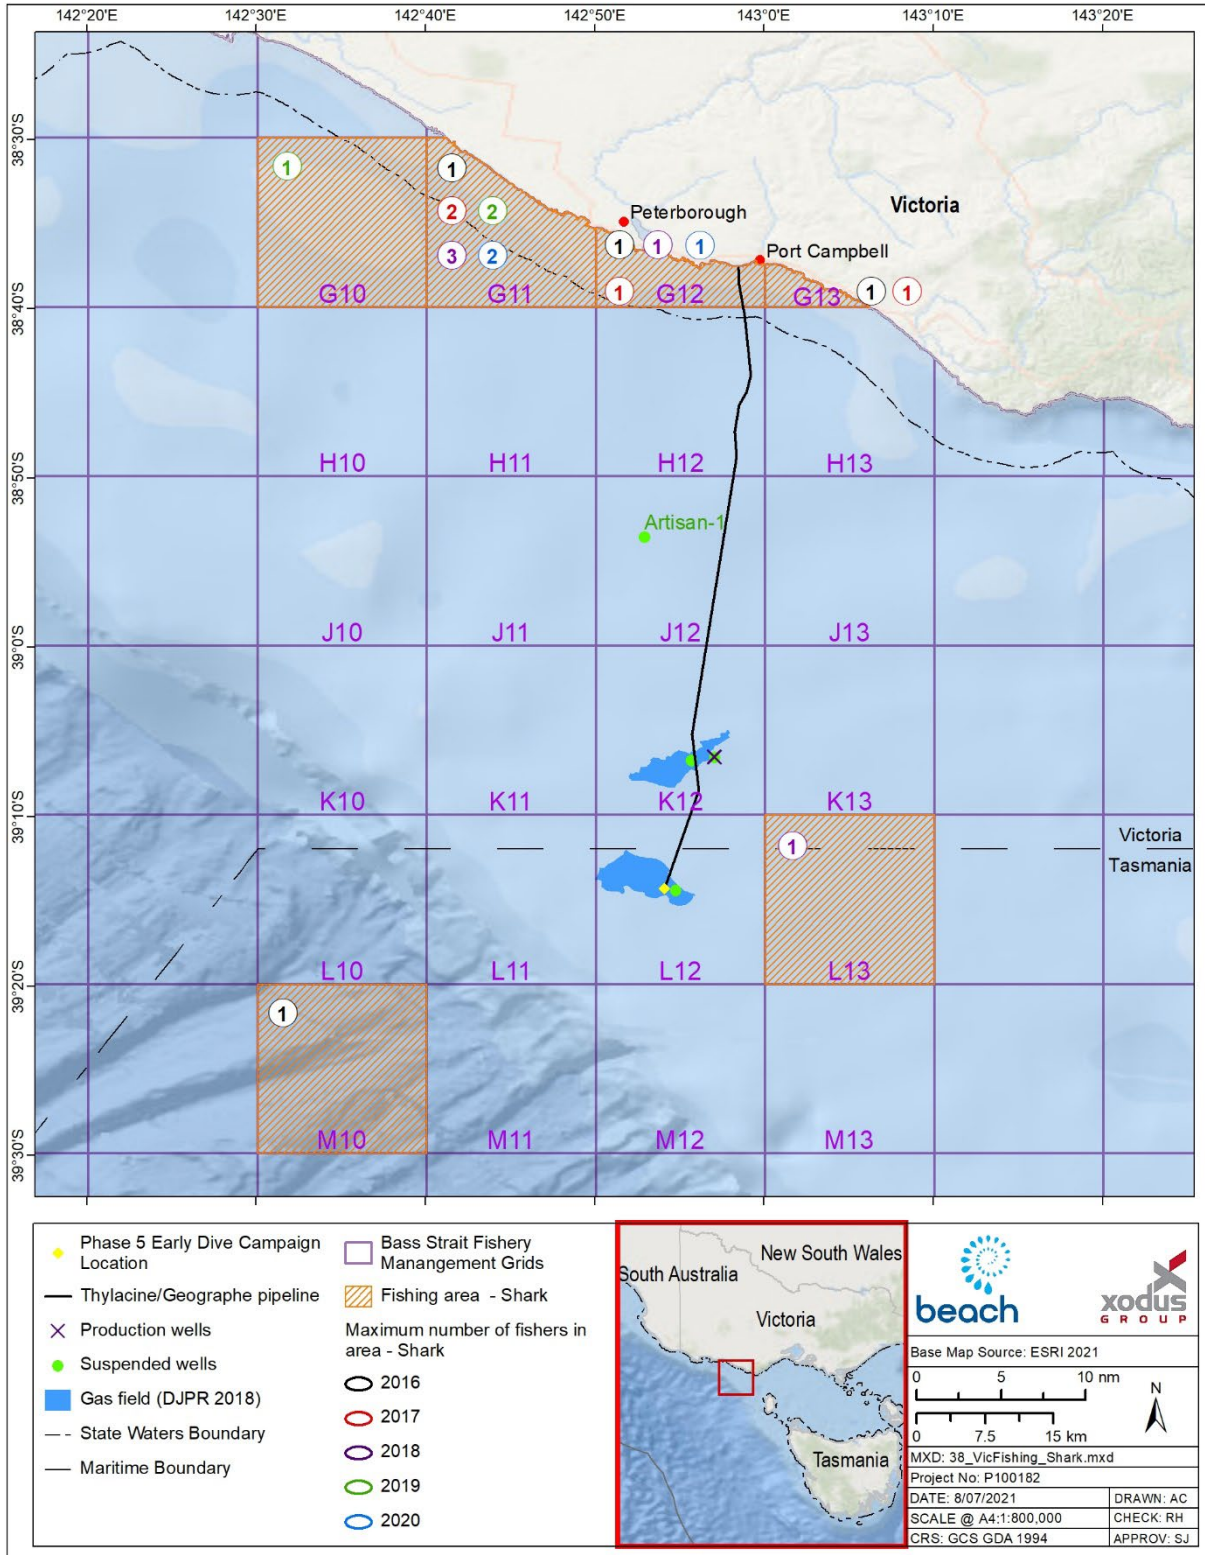 142°20'E 142°30'E 142°40'E 142°50'E 143°0'E 143°10'E 143°20'E
38°30'S
1 1
2 2 Peterborough Victoria
3 2 1 1 1 Port Campbell
G10 G11 1 G12 G13 1 1
38°40'S
H10 H11 H12 H13
38°50'S
Artisan-1
J10 J11 J12 J13
39°0'S
K10 K11 K12 K13
39°10'S
1 Victoria
Tasmania
L10 L11 L12 L13
39°20'S
1
M10 M11 M12 M13
39°30'S
Phase 5 Early Dive Campaign
Location
Thylacine/Geographe pipeline
Production wells
Suspended wells
Gas field (DJPR 2018)
State Waters Boundary
Maritime Boundary
Bass Strait Fishery
Manangement Grids
Fishing area - Shark
Maximum number of fishers in
area - Shark
2016
2017
2018
2019
2020
New South Wales
South Australia
Victoria
Tasmania
beach
xodus
GROUP
Base Map Source: ESRI 2021
0 5 10 nm
N
0 7.5 15 km
MXD: 38_VicFishing_Shark.mxd
Project No: P100182
DATE: 8/07/2021 DRAWN: AC
SCALE @ A4:1:800,000 CHECK: RH
CRS: GCS GDA 1994 APPROV: SJ